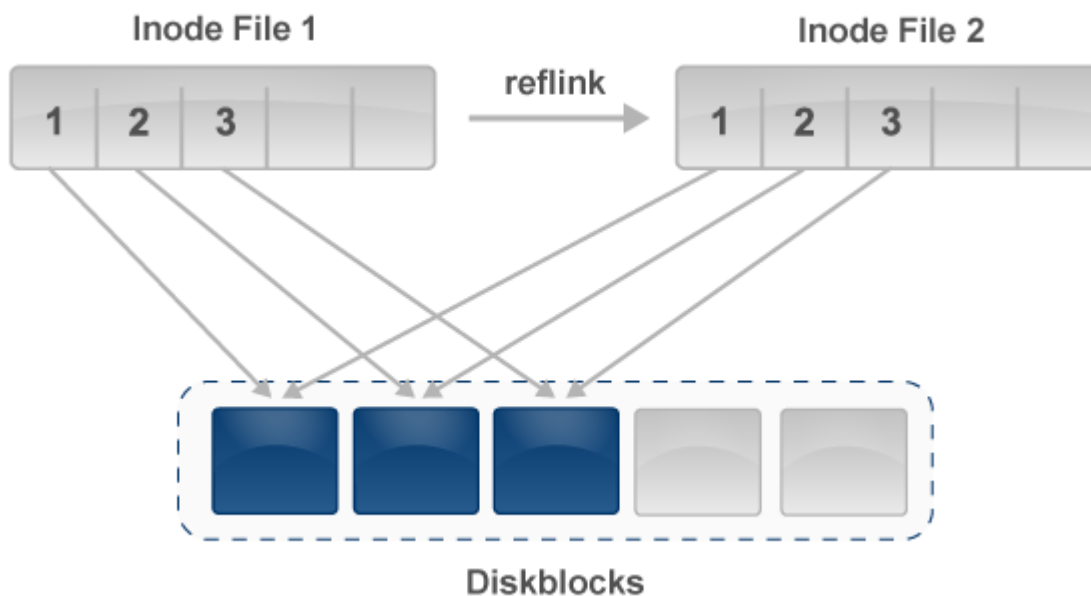 Inode File 1
Inode File 2
reflink
1 2 3
1 2 3
Diskblocks